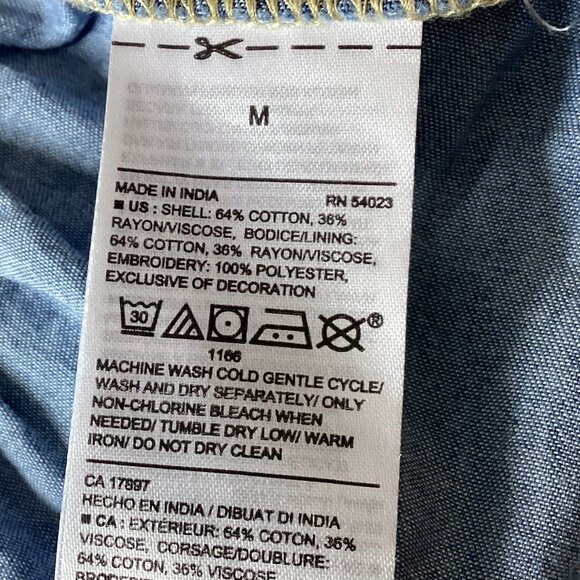 M
MADE IN INDIA RN 54023
US : SHELL: 64% COTTON, 36%
RAYON/VISCOSE, BODICE/LINING:
64% COTTON, 36% RAYON/VISCOSE,
EMBROIDERY: 100% POLYESTER,
EXCLUSIVE OF DECORATION
30 ®
1166
MACHINE WASH COLD GENTLE CYCLE/
WASH AND DRY SEPARATELY/ ONLY
NON-CHLORINE BLEACH WHEN
NEEDED/ TUMBLE DRY LOW/ WARM
IRON/ DO NOT DRY CLEAN
CA 17897
HECHO EN INDIA / DIBUAT DI INDIA
CA : EXTÉRIEUR: 64% COTON, 36%
VISCOSE, CORSAGE/DOUBLURE:
64% COTON, 36% VISCOSE,